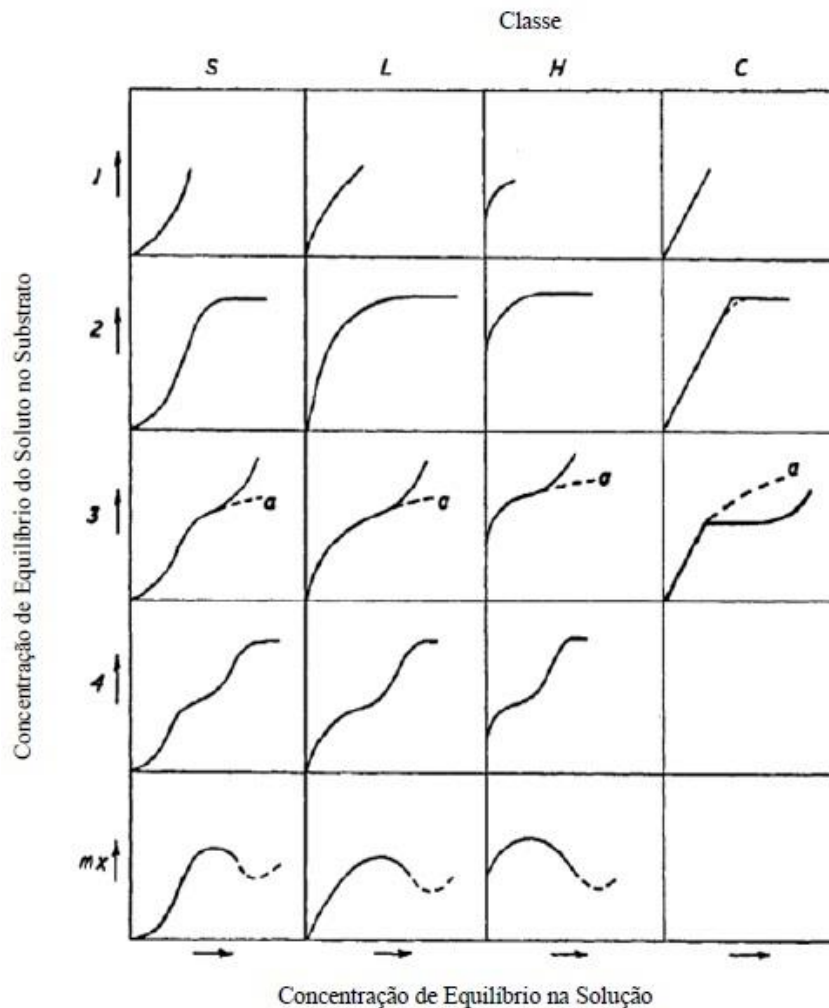 Classe
S L H C
1
2
3
a a a a
4
mx
Concentração de Equilíbrio do Soluto no Substrato
Concentração de Equilíbrio na Solução